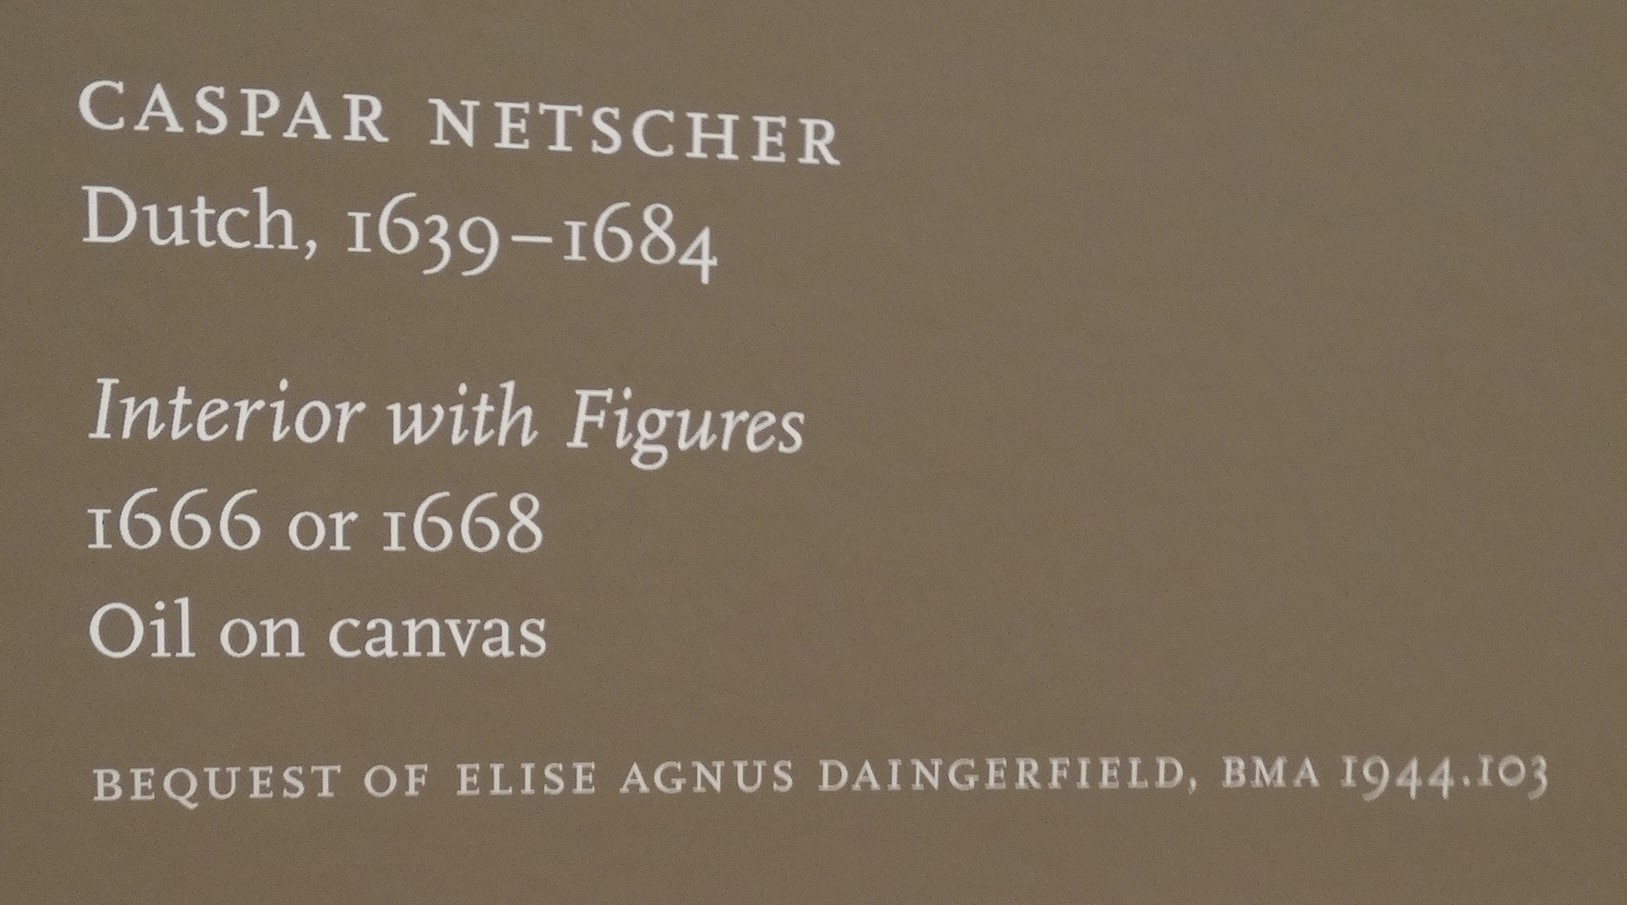 CASPAR NETSCHER
Dutch, 1639–1684
Interior with Figures
1666 or 1668
Oil on canvas
BEQUEST OF ELISE AGNUS DAINGERFIELD, BMA 1944.103